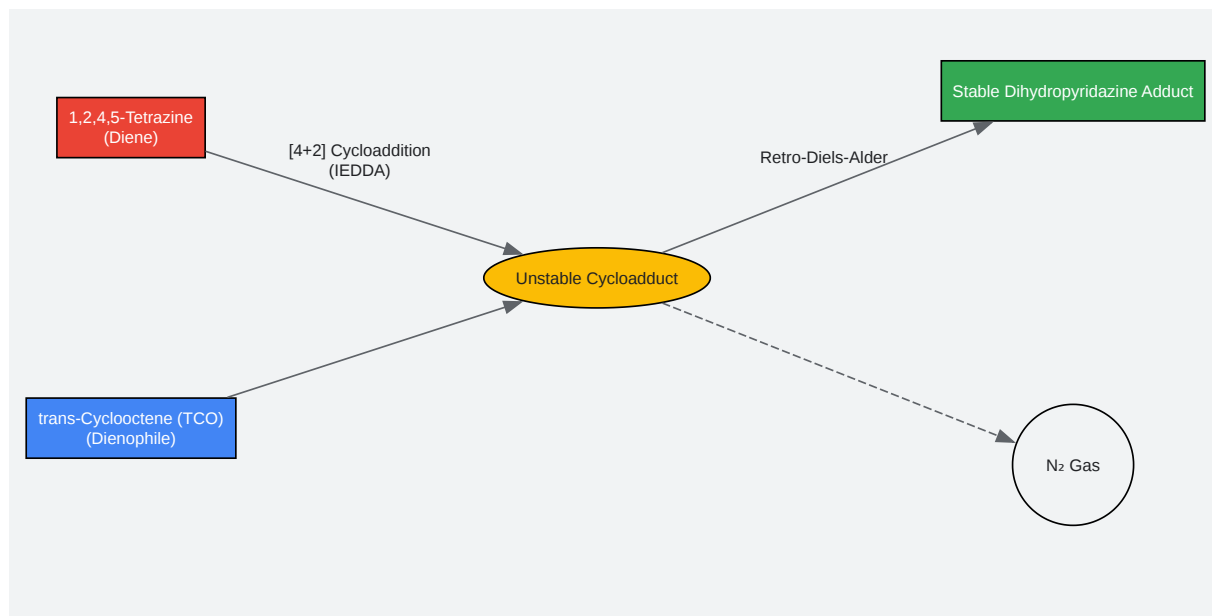 1,2,4,5-Tetrazine
(Diene)
[4+2] Cycloaddition
(IEDDA)
Retro-Diels-Alder
Stable Dihydropyridazine Adduct
Unstable Cycloadduct
trans-Cyclooctene (TCO)
(Dienophile)
N₂ Gas